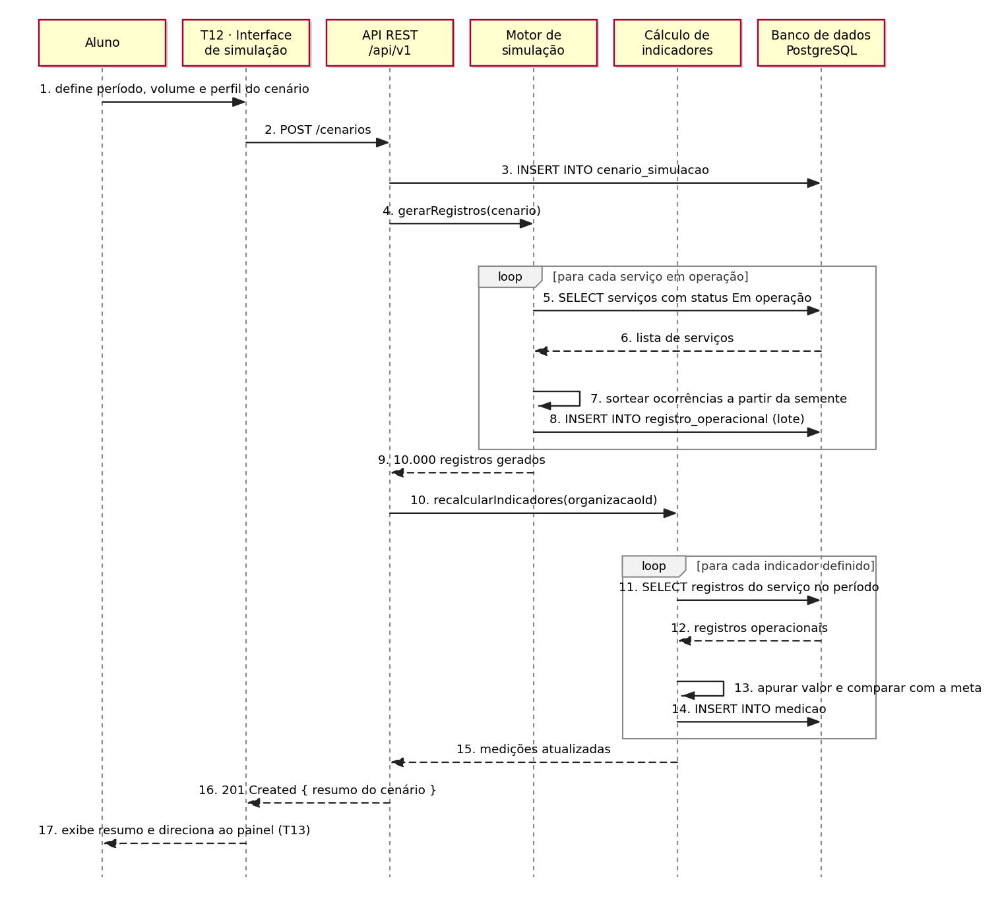 Aluno
T12 · Interface
de simulação
API REST
/api/v1
Motor de
simulação
Cálculo de
indicadores
Banco de dados
PostgreSQL
1. define período, volume e perfil do cenário
2. POST /cenarios
3. INSERT INTO cenario_simulacao
4. gerarRegistros(cenario)
loop
[para cada serviço em operação]
5. SELECT serviços com status Em operação
6. lista de serviços
7. sortear ocorrências a partir da semente
8. INSERT INTO registro_operacional (lote)
9. 10.000 registros gerados
10. recalcularIndicadores(organizacaoId)
loop
[para cada indicador definido]
11. SELECT registros do serviço no período
12. registros operacionais
13. apurar valor e comparar com a meta
14. INSERT INTO medicao
15. medições atualizadas
16. 201 Created { resumo do cenário }
17. exibe resumo e direciona ao painel (T13)